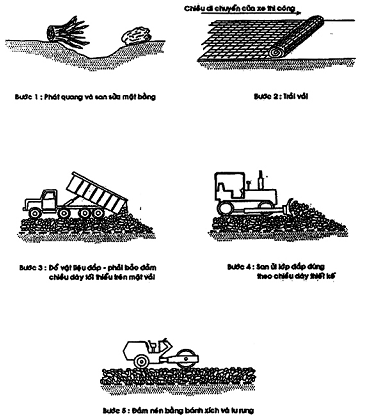 Chiều di chuyển của xe thi công
Bước 1 : Phát quang và san sửa mặt bằng
Bước 2 : Trải vải
Bước 3 : Đổ vật liệu đắp - phải bảo đảm
chiều dày tối thiểu trên mặt vải
Bước 4 : San ủi lớp đắp đúng
theo chiều dày thiết kế
Bước 5 : Đầm nén bằng bánh xích và lu rung